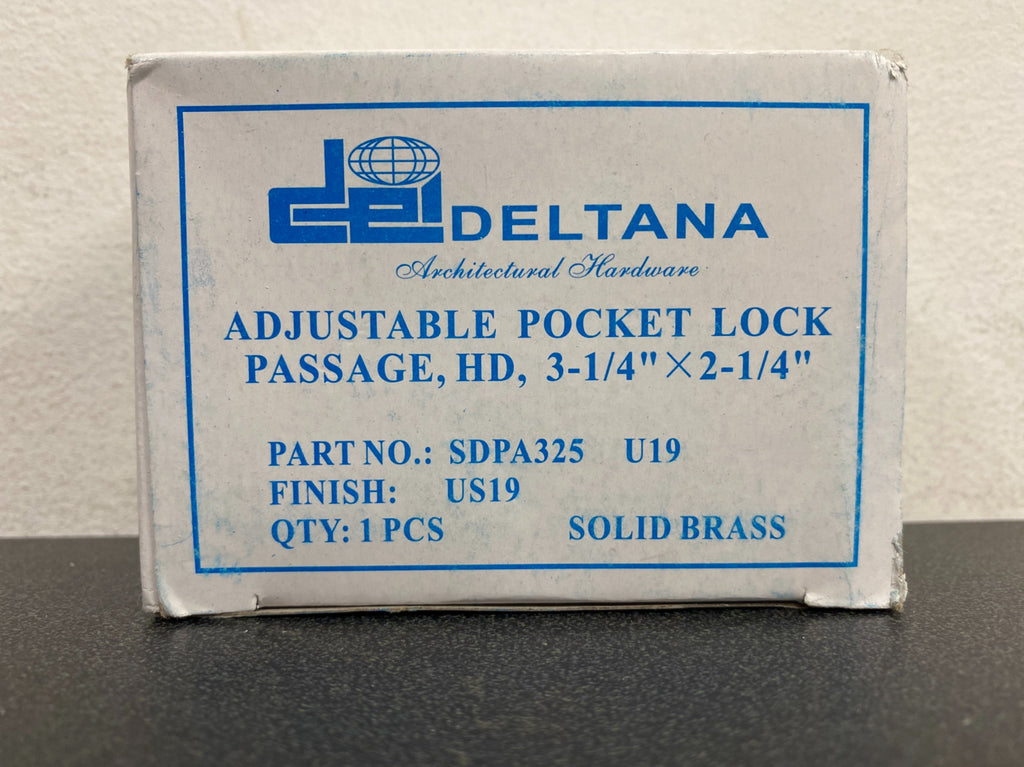 dei DELTANA
Architectural Hardware
ADJUSTABLE POCKET LOCK
PASSAGE, HD, 3-1/4"×2-1/4"
PART NO.: SDPA325 U19
FINISH: US19
QTY: 1 PCS SOLID BRASS